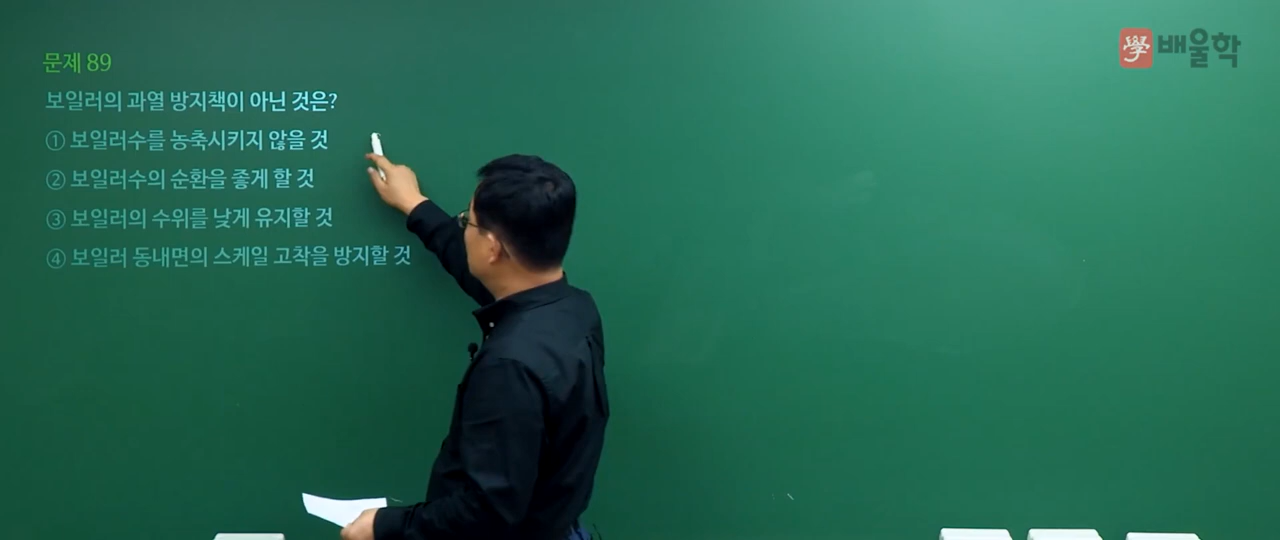 문제 89
보일러의 과열 방지책이 아닌 것은?
① 보일러수를 농축시키지 않을 것
② 보일러수의 순환을 좋게 할 것
③ 보일러의 수위를 낮게 유지할 것
④ 보일러 동내면의 스케일 고착을 방지할 것
學 배울학